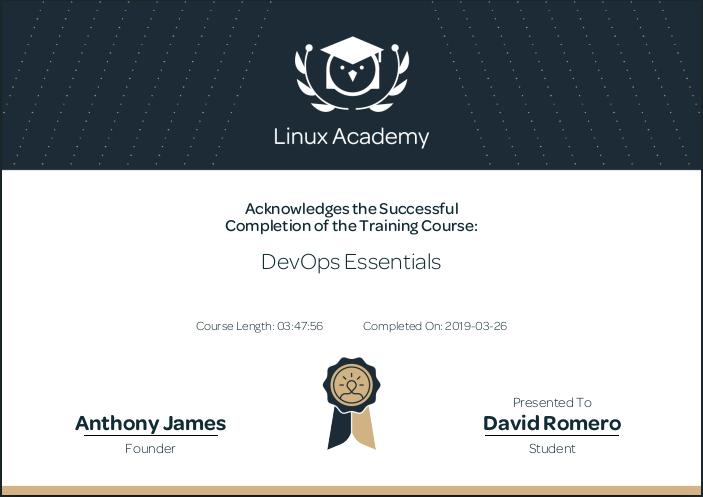 Linux Academy
Acknowledges the Successful
Completion of the Training Course:
DevOps Essentials
Course Length: 03:47:56 Completed On: 2019-03-26
Presented To
Anthony James David Romero
Founder Student